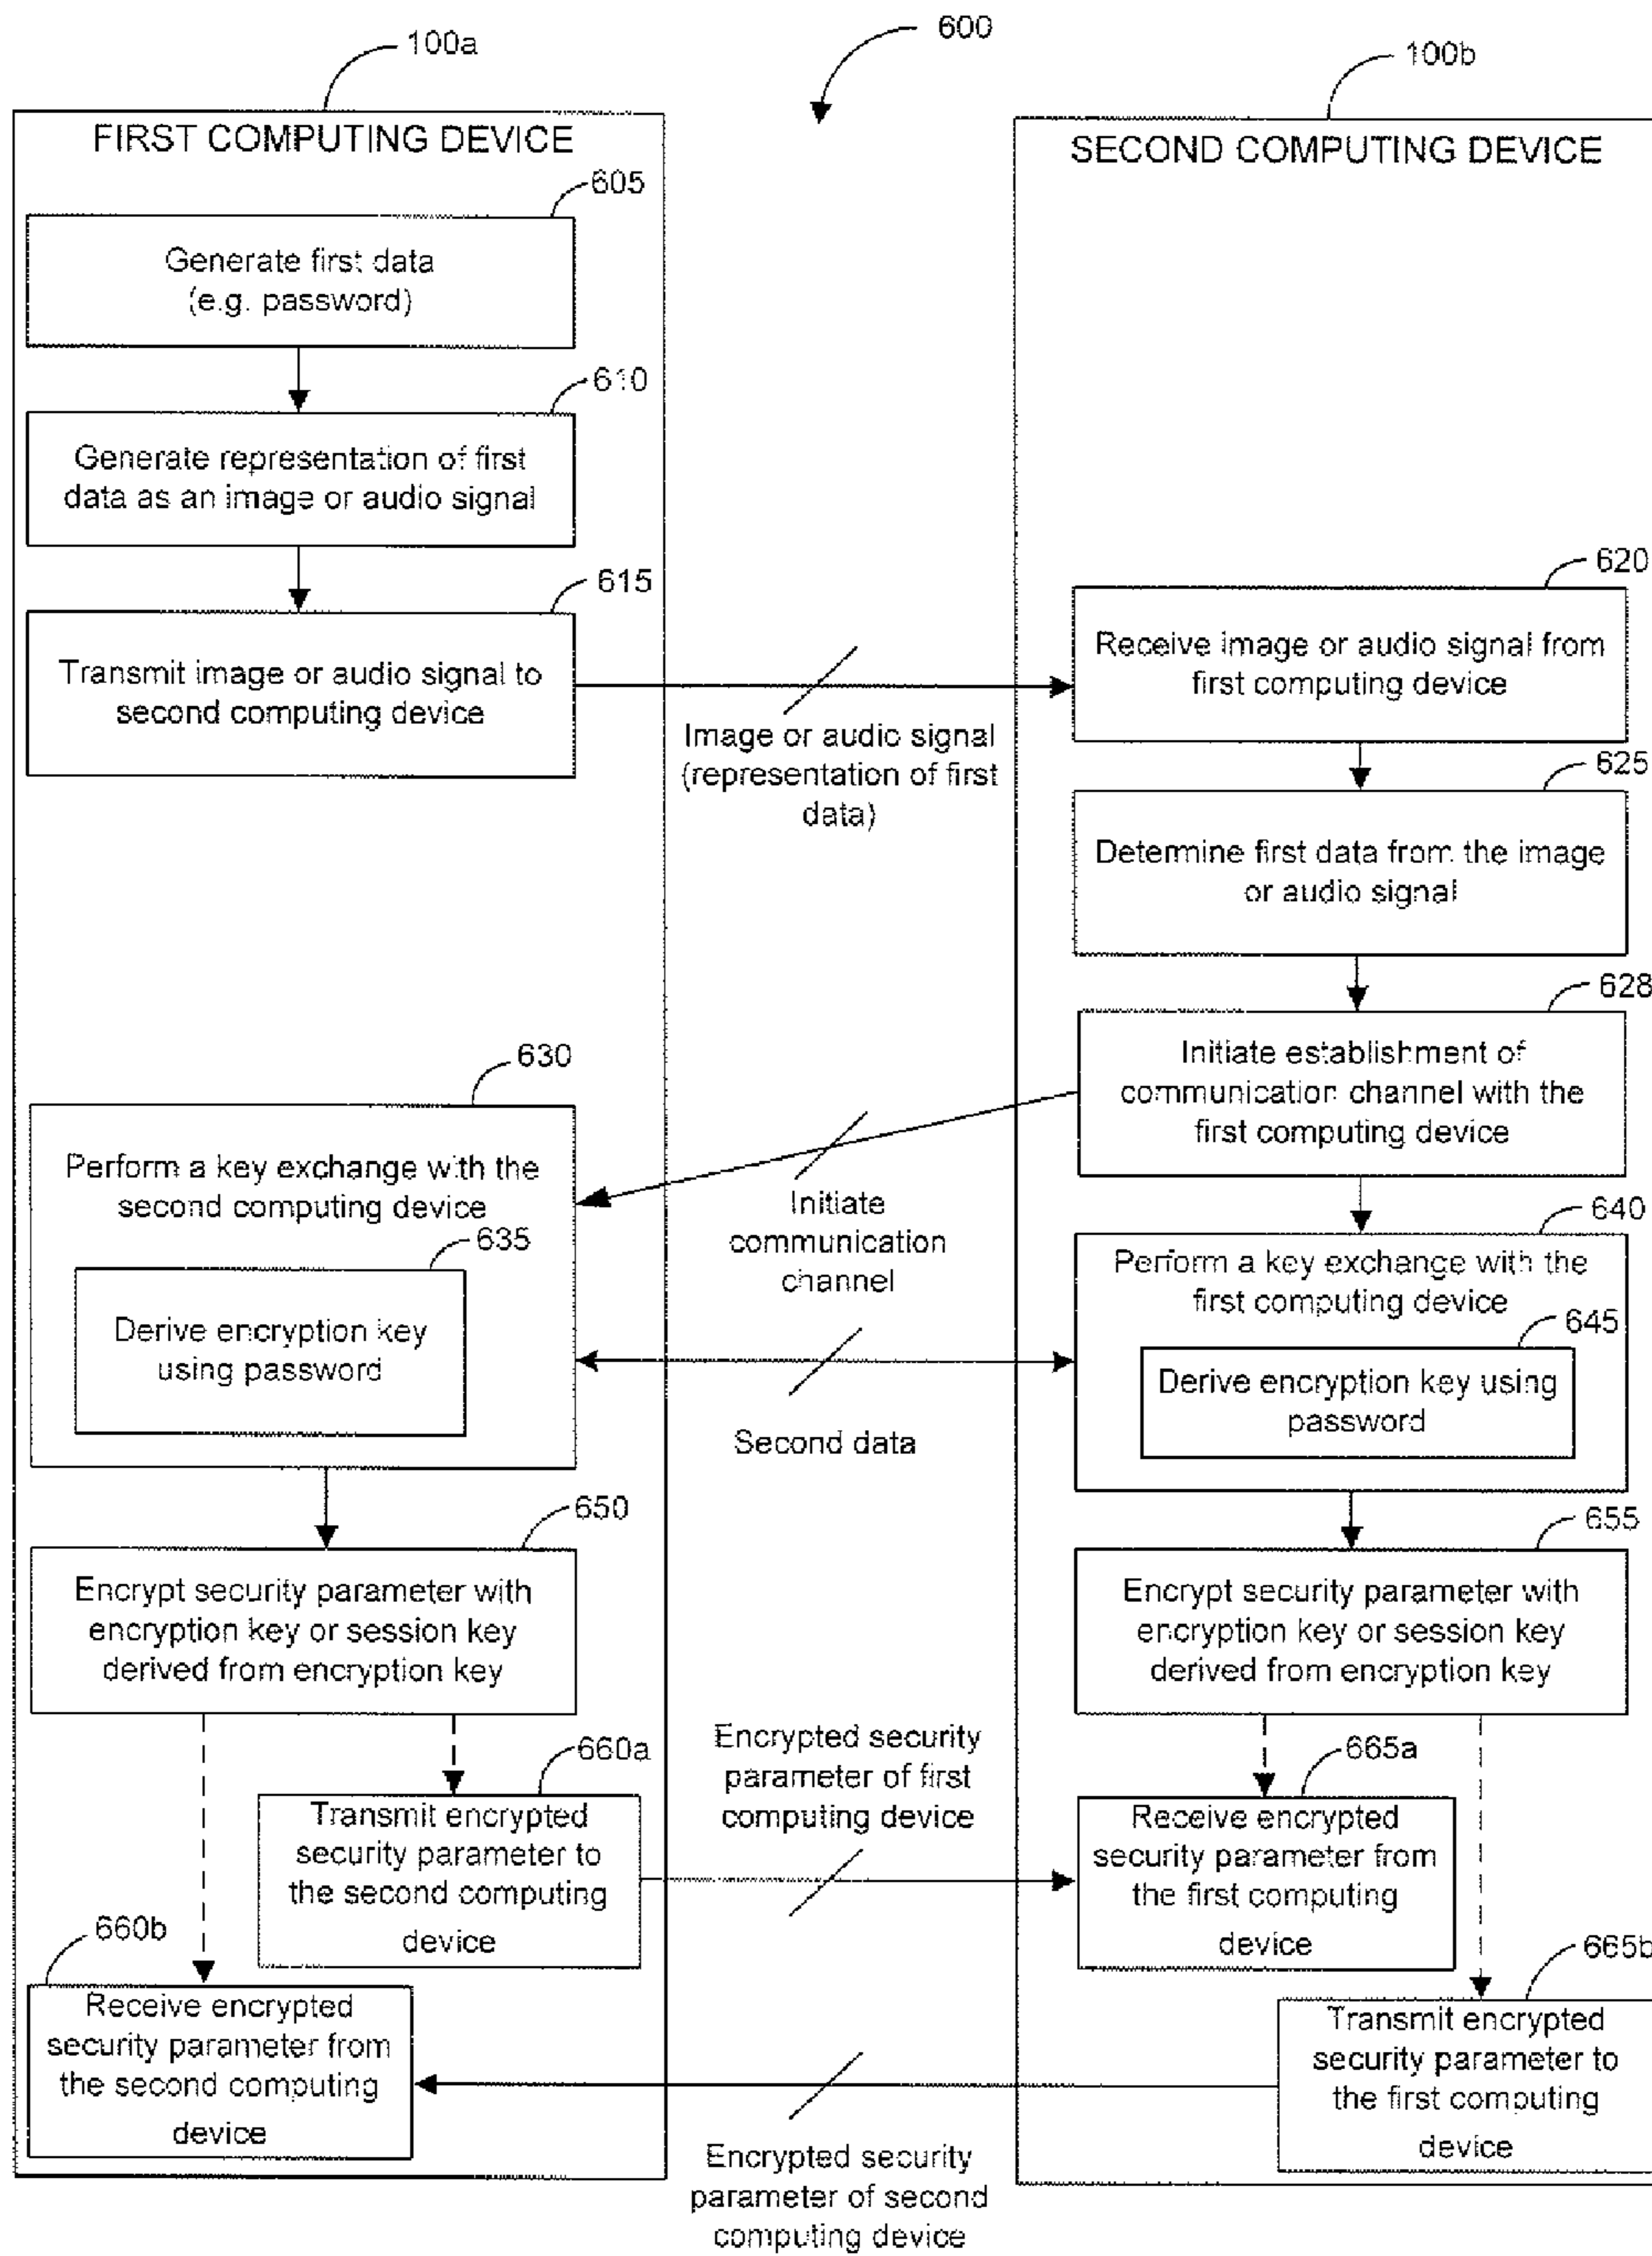 600
100a
FIRST COMPUTING DEVICE
605
Generate first data
(e.g. password)
610
Generate representation of first
data as an image or audio signal
615
Transmit image or audio signal to
second computing device
Image or audio signal
(representation of first
data)
100b
SECOND COMPUTING DEVICE
620
Receive image or audio signal from
first computing device
625
Determine first data from the image
or audio signal
628
Initiate establishment of
communication channel with the
first computing device
Initiate
communication
channel
630
Perform a key exchange with the
second computing device
635
Derive encryption key
using password
Second data
640
Perform a key exchange with the
first computing device
645
Derive encryption key using
password
650
Encrypt security parameter with
encryption key or session key
derived from encryption key
655
Encrypt security parameter with
encryption key or session key
derived from encryption key
660a
Transmit encrypted
security parameter to
the second computing
device
Encrypted security
parameter of first
computing device
665a
Receive encrypted
security parameter from
the first computing
device
660b
Receive encrypted
security parameter from
the second computing
device
665b
Transmit encrypted
security parameter to
the first computing
device
Encrypted security
parameter of second
computing device